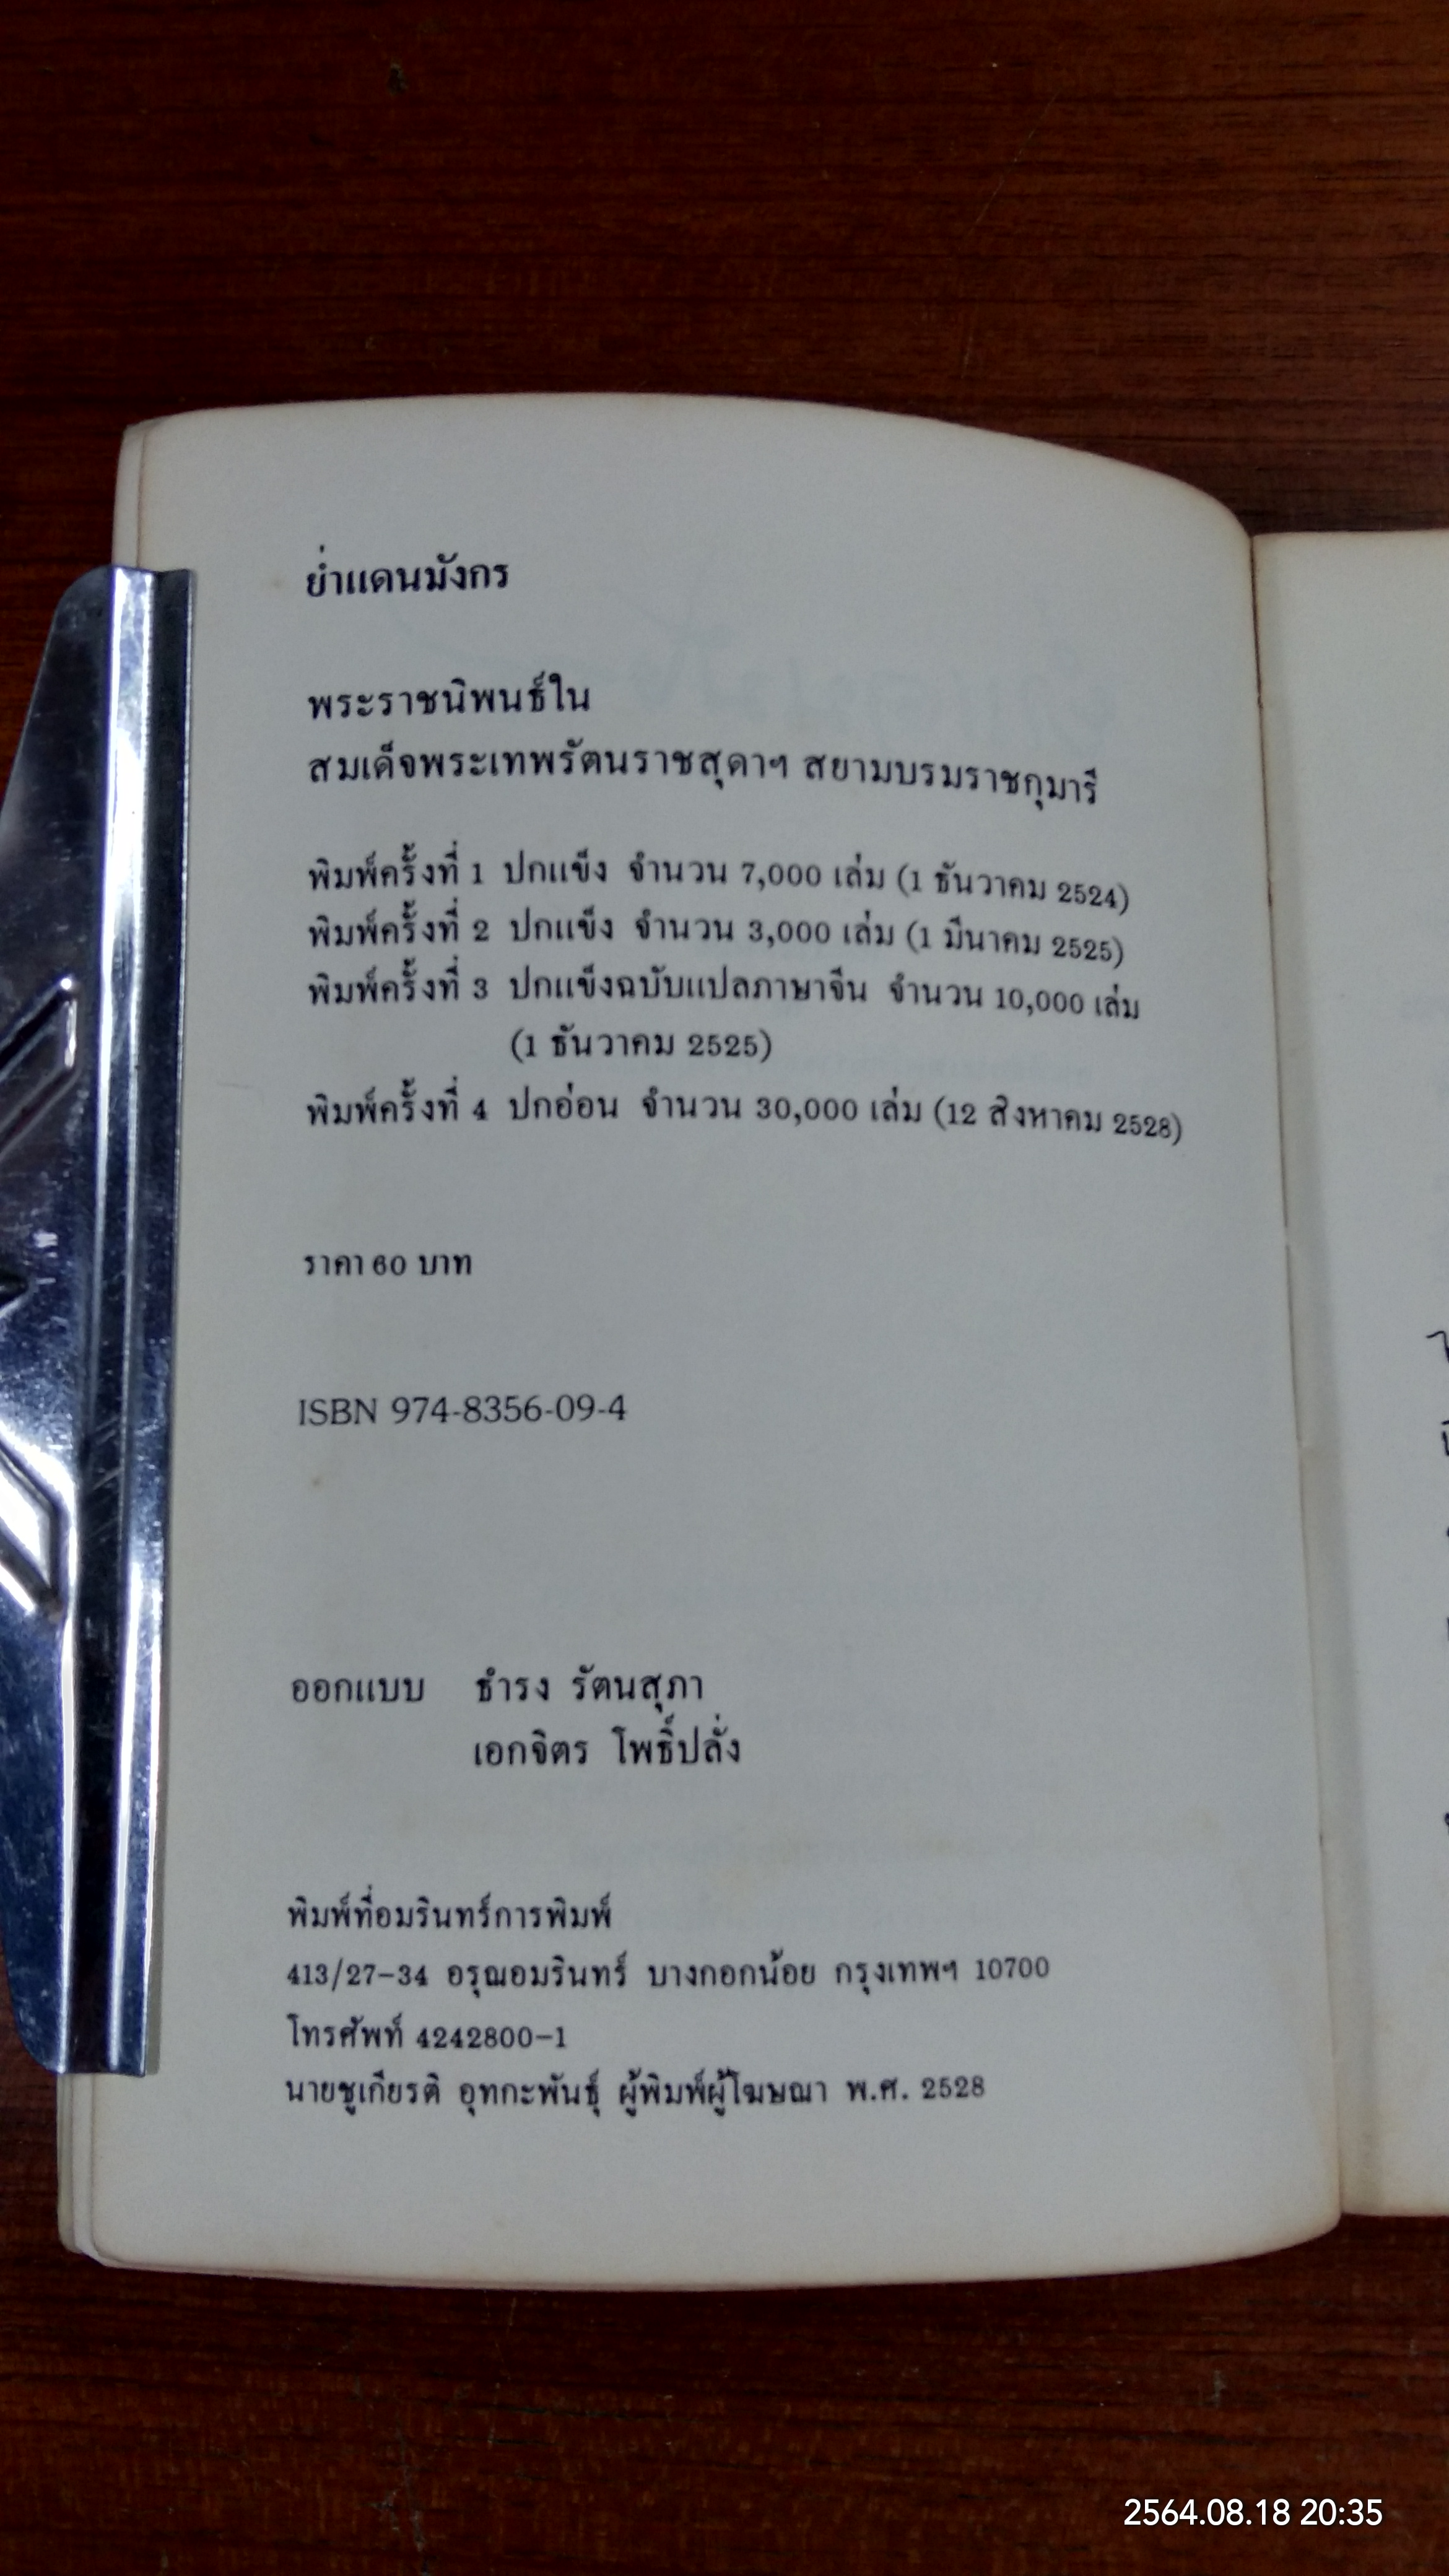 ย่ำแดนมังกร
พระราชนิพนธ์ใน
สมเด็จพระเทพรัตนราชสุดาฯ สยามบรมราชกุมารี
พิมพ์ครั้งที่ 1 ปกแข็ง จำนวน 7,000 เล่ม (1 ธันวาคม 2524)
พิมพ์ครั้งที่ 2 ปกแข็ง จำนวน 3,000 เล่ม (1 มีนาคม 2525)
พิมพ์ครั้งที่ 3 ปกแข็งฉบับแปลภาษาจีน จำนวน 10,000 เล่ม
(1 ธันวาคม 2525)
พิมพ์ครั้งที่ 4 ปกอ่อน จำนวน 30,000 เล่ม (12 สิงหาคม 2528)
ราคา 60 บาท
ISBN 974-8356-09-4
ออกแบบ ธำรง รัตนสุภา
เอกจิตร โพธิ์ปลั่ง
พิมพ์ที่อมรินทร์การพิมพ์
413/27-34 อรุณอมรินทร์ บางกอกน้อย กรุงเทพฯ 10700
โทรศัพท์ 4242800-1
นายชูเกียรติ อุทกะพันธุ์ ผู้พิมพ์ผู้โฆษณา พ.ศ. 2528
2564.08.18 20:35